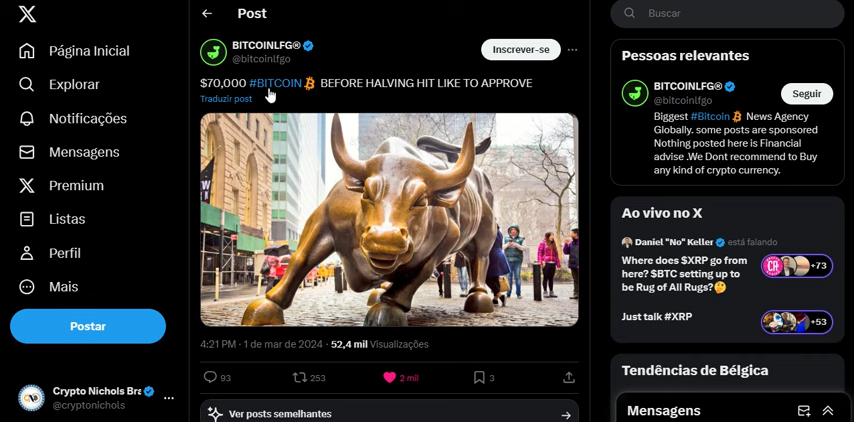 Página Inicial
Explorar
Notificações
Mensagens
Premium
Listas
Perfil
Mais
Postar
Crypto Nichols Bra
@cryptonichols
Post
BITCOINLFG®
@bitcoinlfgo
Inscrever-se
$70,000 #BITCOIN BEFORE HALVING HIT LIKE TO APPROVE
Traduzir post
4:21 PM · 1 de mar de 2024 · 52,4 mil Visualizações
93
253
2 mil
3
Ver posts semelhantes
Buscar
Pessoas relevantes
BITCOINLFG®
@bitcoinlfgo
Seguir
Biggest #Bitcoin News Agency
Globally. some posts are sponsored
Nothing posted here is Financial
advise .We Dont recommend to Buy
any kind of crypto currency.
Ao vivo no X
Daniel "No" Keller está falando
Where does $XRP go from
here? $BTC setting up to
be Rug of All Rugs?🤔
+73
Just talk #XRP
+53
Tendências de Bélgica
Mensagens